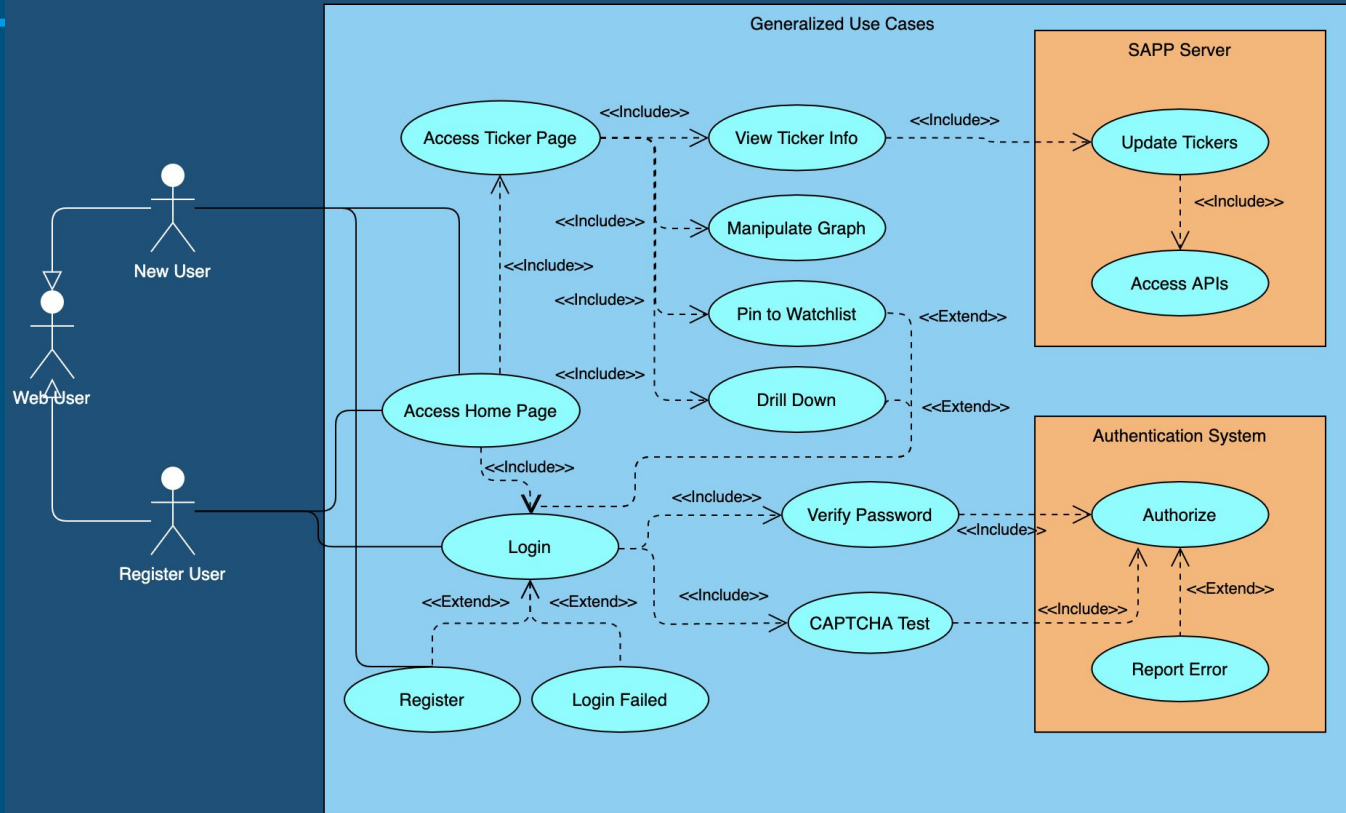 Generalized Use Cases
SAPP Server
<<Include>>
<<Include>>
Access Ticker Page
View Ticker Info
Update Tickers
<<Include>>
<<Include>>
Manipulate Graph
New User
<<Include>>
Access APIs
<<Include>>
Pin to Watchlist
<<Extend>>
<<Include>>
Web User
Drill Down
<<Extend>>
Access Home Page
Authentication System
<<Include>>
<<Include>>
Verify Password
Authorize
<<Include>>
Login
Register User
<<Extend>>
<<Extend>>
<<Include>>
<<Extend>>
<<Include>>
CAPTCHA Test
Report Error
Register
Login Failed